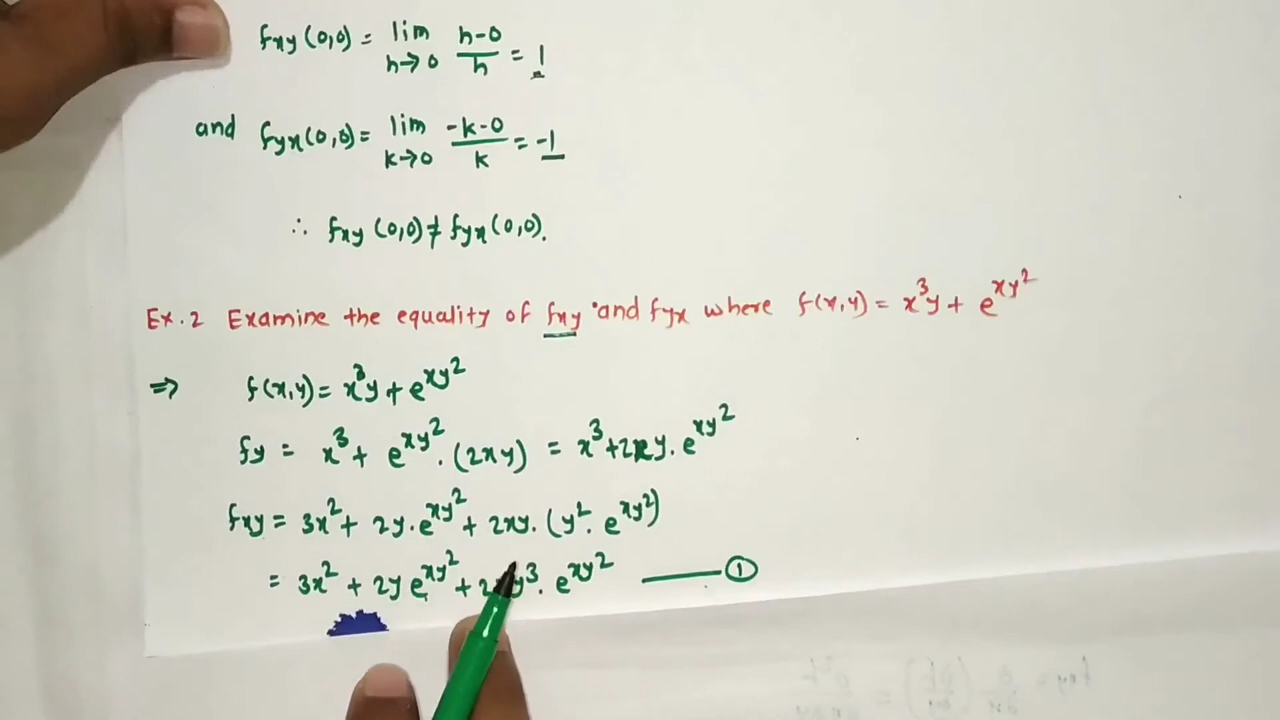 fxy (0,0) = lim h→0 (h-0)/h = 1
and fyx (0,0) = lim k→0 (-k-0)/k = -1
∴ fxy (0,0) ≠ fyx (0,0).
Ex.2 Examine the equality of fxy and fyx where f(x,y) = x³y + e^(xy²)
⇒ f(x,y) = x³y + e^(xy²)
fy = x³ + e^(xy²) . (2xy) = x³ + 2xy . e^(xy²)
fxy = 3x² + 2y . e^(xy²) + 2xy . (y² . e^(xy²))
= 3x² + 2y e^(xy²) + 2 y³ . e^(xy²) —— ①